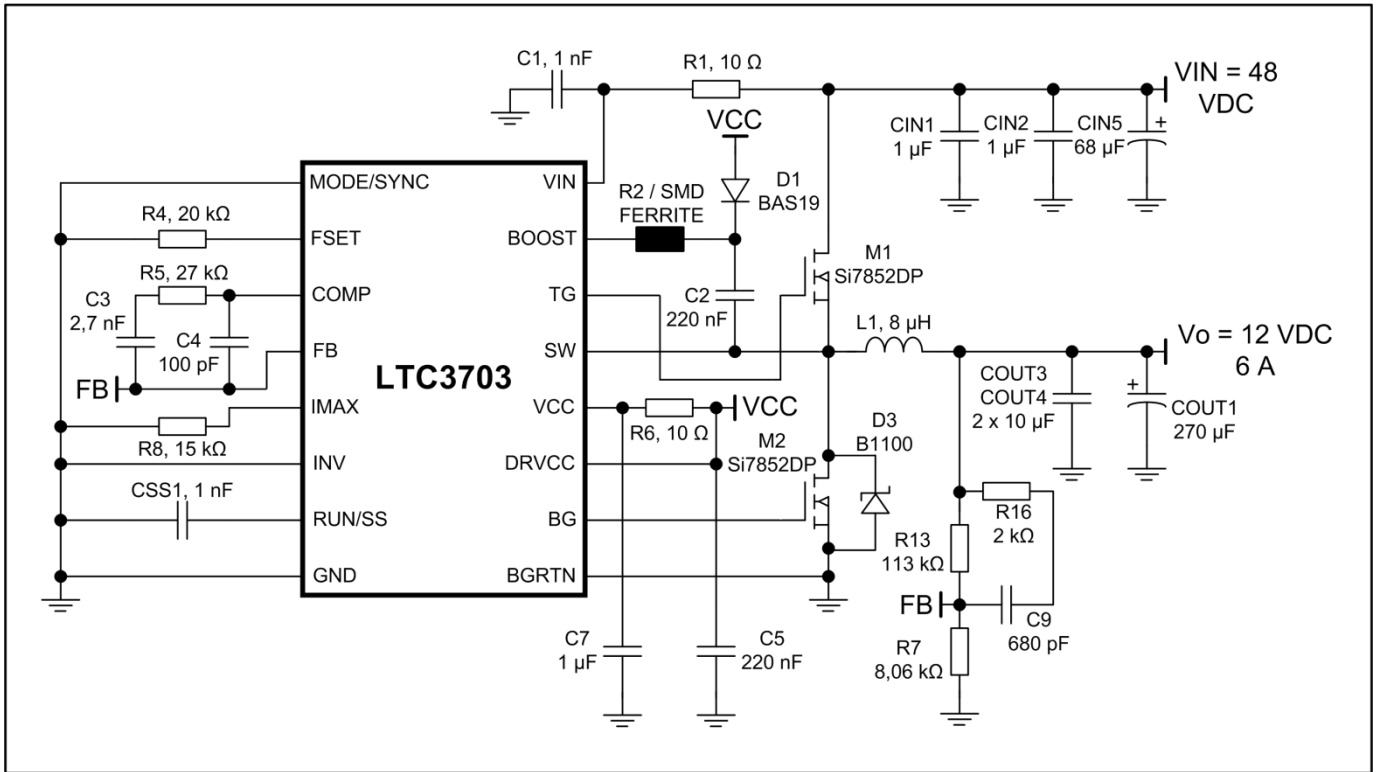 C1, 1 nF
R1, 10 Ω
VIN = 48
VDC
VCC
CIN1
1 µF
CIN2
1 µF
CIN5
68 µF
+
MODE/SYNC
VIN
R2 / SMD
FERRITE
D1
BAS19
R4, 20 kΩ
FSET
BOOST
R5, 27 kΩ
COMP
TG
M1
Si7852DP
C3
2,7 nF
C4
100 pF
C2
220 nF
L1, 8 µH
FB
SW
Vo = 12 VDC
6 A
FB
LTC3703
IMAX
VCC
VCC
R8, 15 kΩ
R6, 10 Ω
COUT3
COUT4
2 x 10 µF
+
COUT1
270 µF
D3
B1100
M2
Si7852DP
INV
DRVCC
CSS1, 1 nF
RUN/SS
BG
R16
2 kΩ
R13
113 kΩ
GND
BGRTN
FB
C9
680 pF
C7
1 µF
C5
220 nF
R7
8,06 kΩ